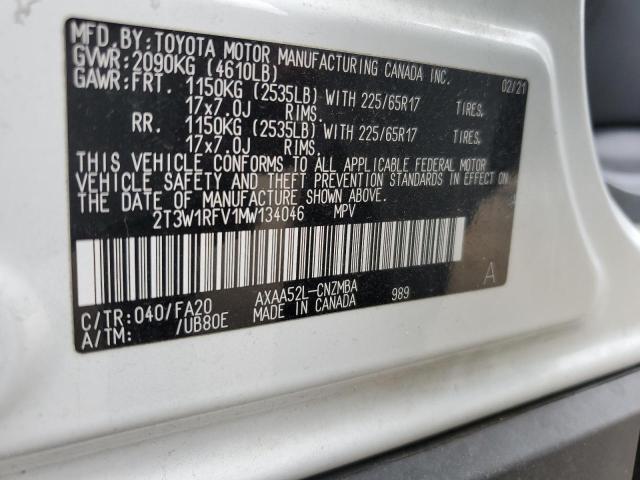 MFD. BY: TOYOTA MOTOR MANUFACTURING CANADA INC.
GVWR: 2090KG (4610LB) 02/21
GAWR: FRT. 1150KG (2535LB) WITH 225/65R17 TIRES,
17x7.0J RIMS.
RR. 1150KG (2535LB) WITH 225/65R17 TIRES,
17x7.0J RIMS.
THIS VEHICLE CONFORMS TO ALL APPLICABLE FEDERAL MOTOR
VEHICLE SAFETY AND THEFT PREVENTION STANDARDS IN EFFECT ON
THE DATE OF MANUFACTURE SHOWN ABOVE.
2T3W1RFV1MW134046 MPV
A
C/TR: 040/FA20 AXAA52L-CNZMBA 989
A/TM: /UB80E MADE IN CANADA